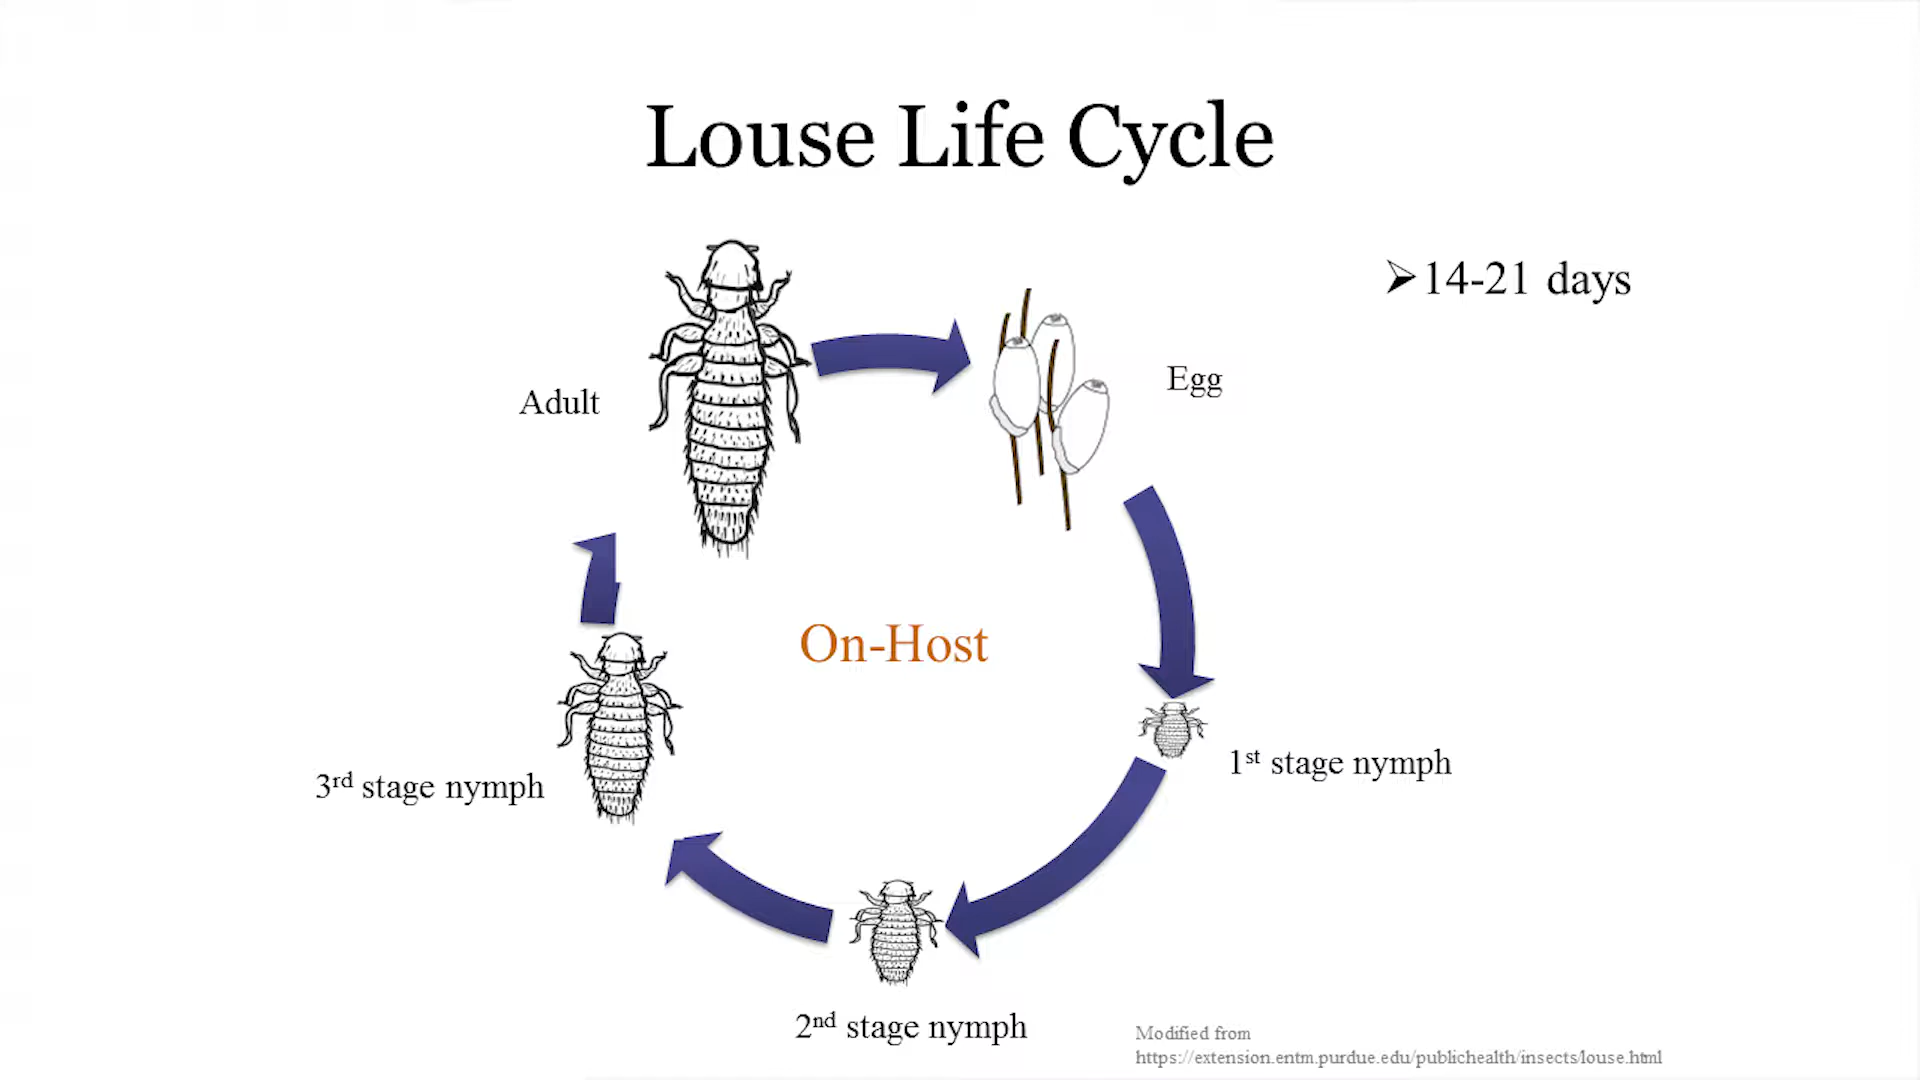 Louse Life Cycle
➢14-21 days
Egg
Adult
On-Host
1st stage nymph
3rd stage nymph
2nd stage nymph
Modified from
https://extension.entm.purdue.edu/publichealth/insects/louse.html